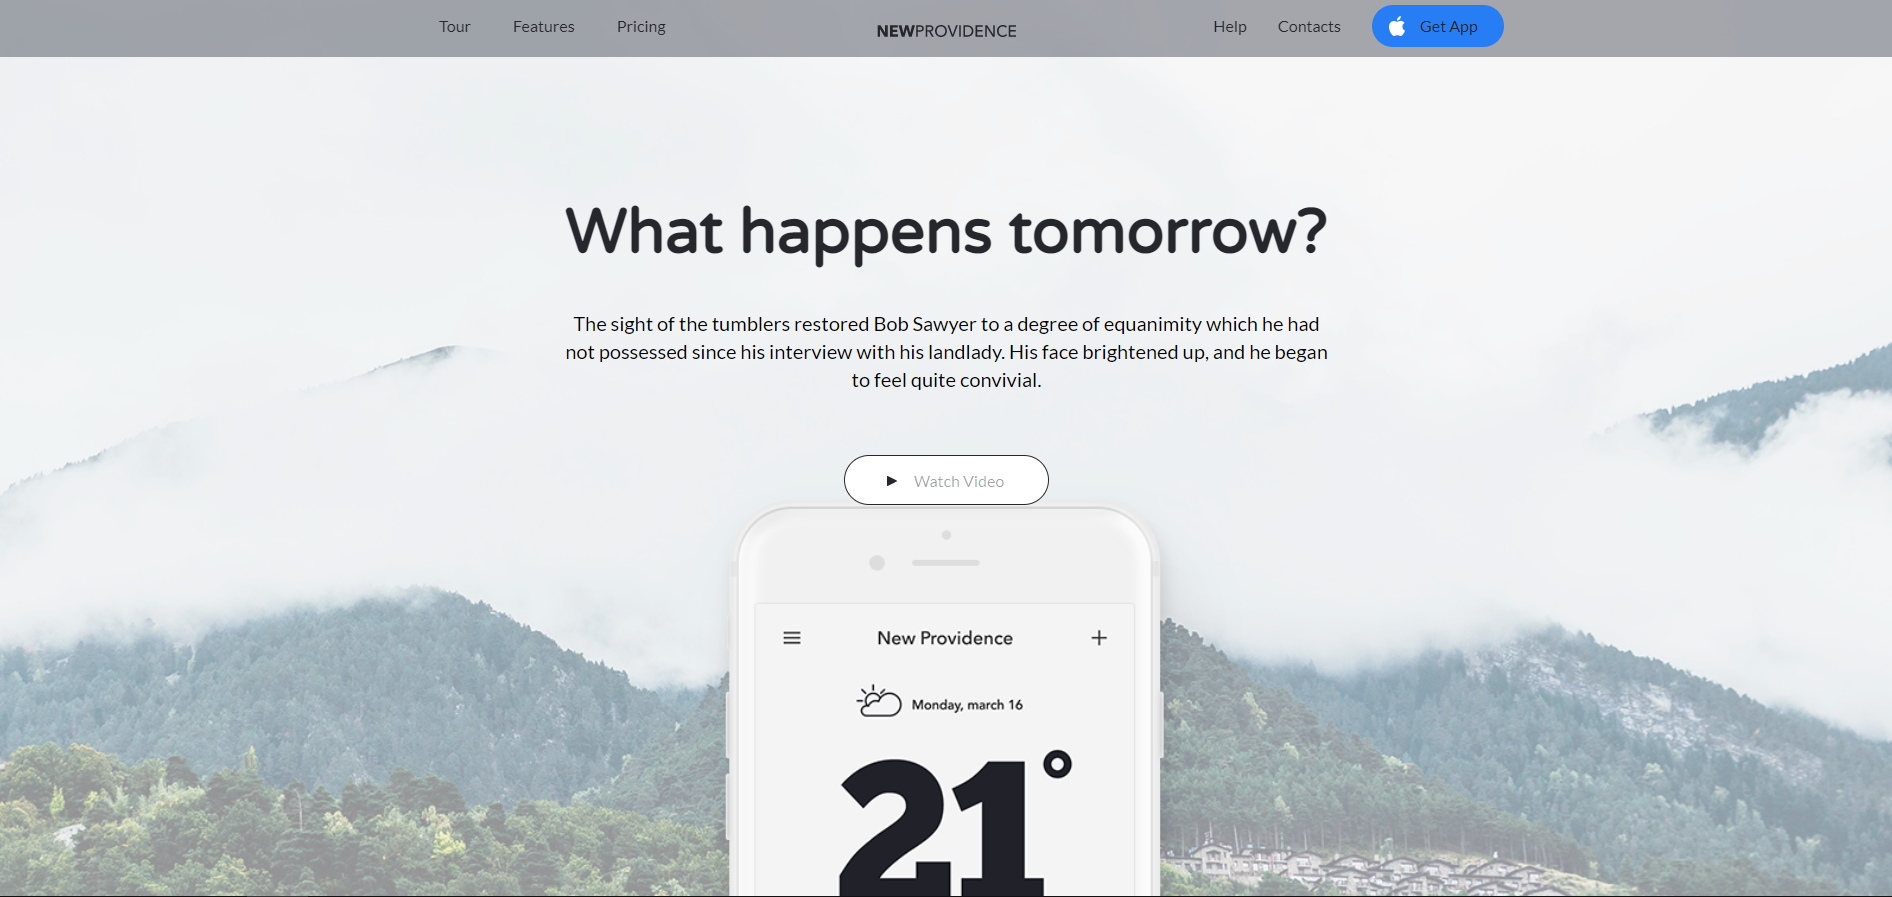 Tour Features Pricing NEWPROVIDENCE Help Contacts Get App
What happens tomorrow?
The sight of the tumblers restored Bob Sawyer to a degree of equanimity which he had
not possessed since his interview with his landlady. His face brightened up, and he began
to feel quite convivial.
Watch Video
New Providence
Monday, march 16
21°